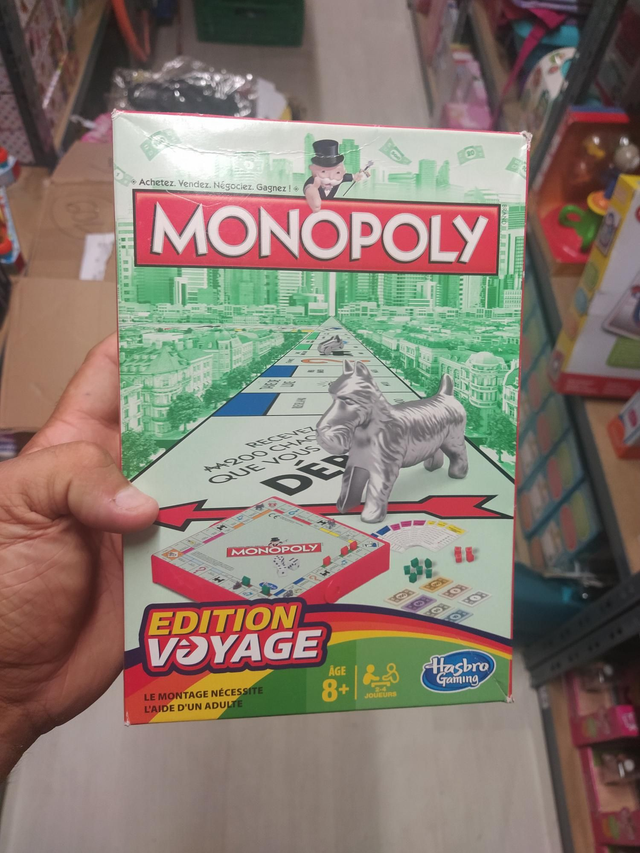 Achetez. Vendez. Négociez. Gagnez !
MONOPOLY
RECEVEZ
₩200 CHAQ
QUE VOUS
DÉP
MONOPOLY
EDITION
VOYAGE
LE MONTAGE NÉCESSITE
L'AIDE D'UN ADULTE
ÂGE
8+
2-4
JOUEURS
Hasbro
Gaming